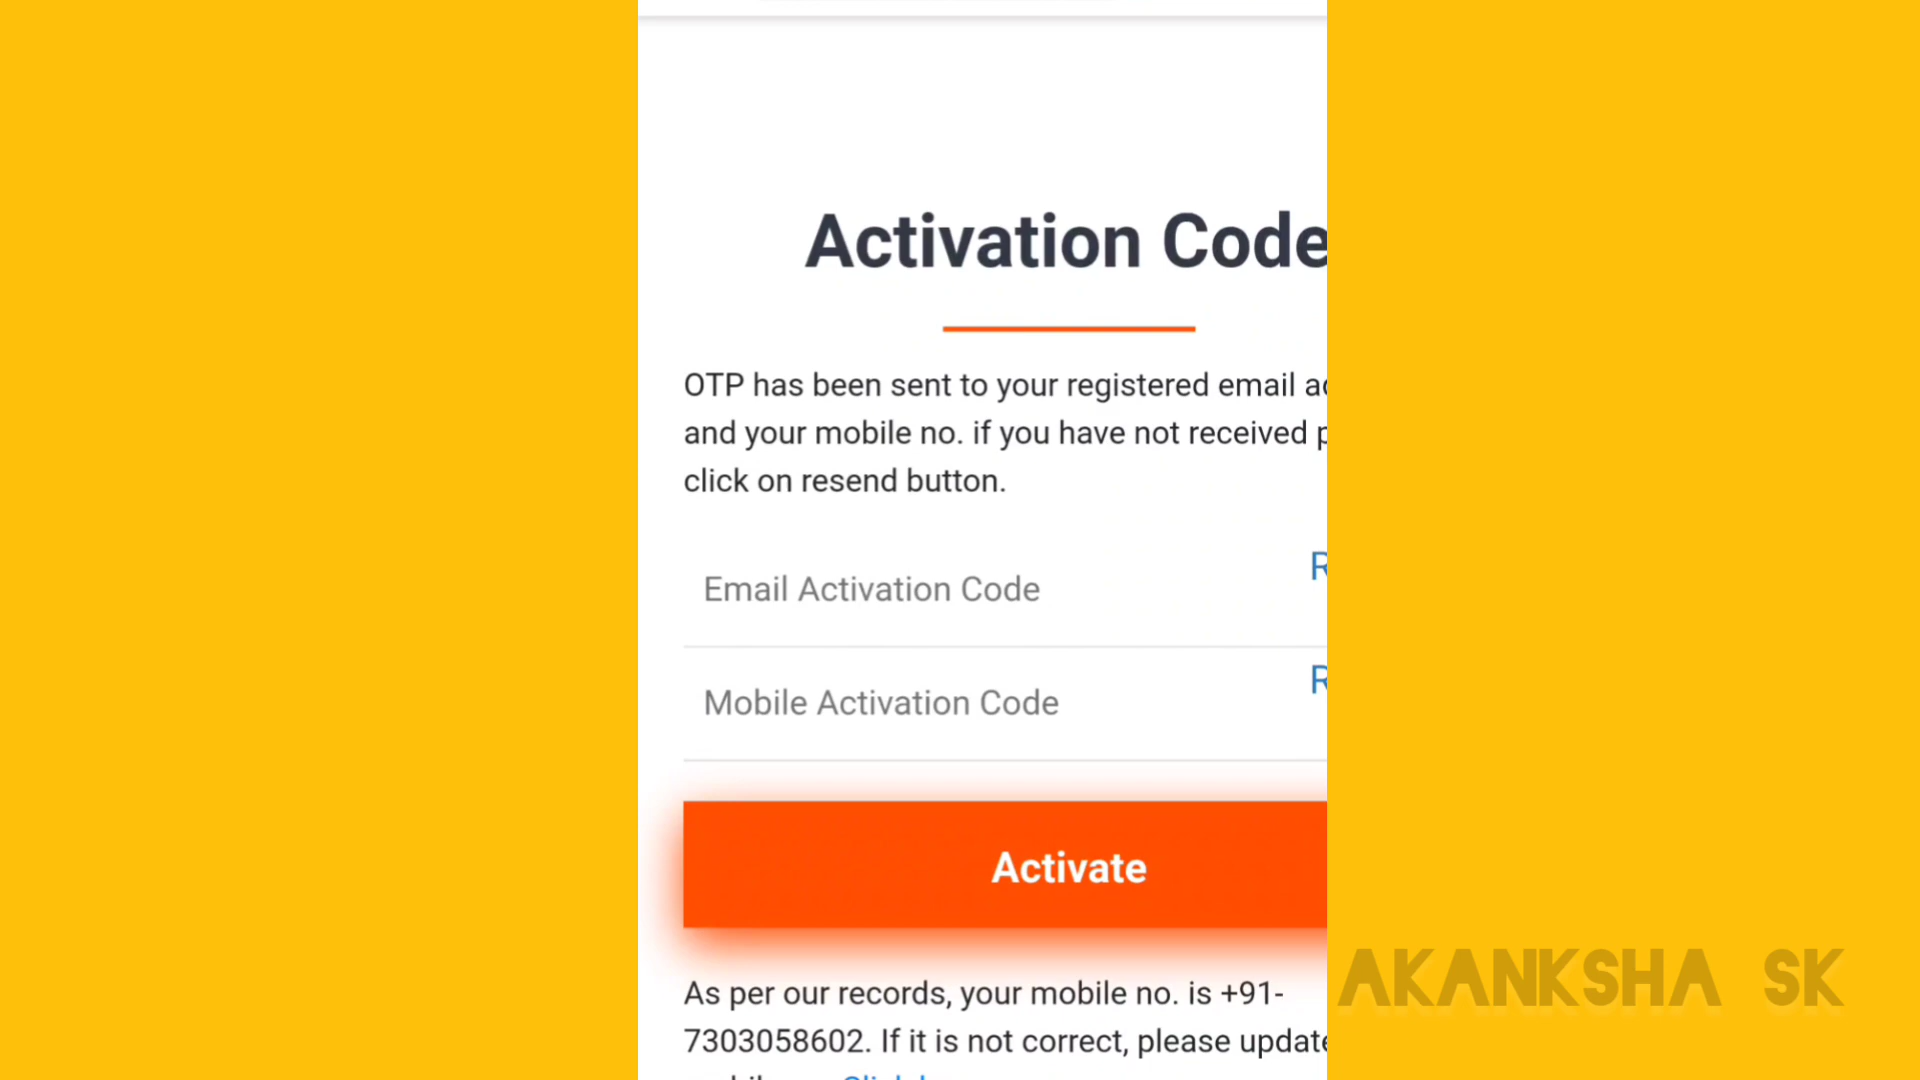 Activation Code
OTP has been sent to your registered email
and your mobile no. if you have not received
click on resend button.
Email Activation Code
Mobile Activation Code
Activate
As per our records, your mobile no. is +91-
7303058602. If it is not correct, please update
AKANKSHA SK